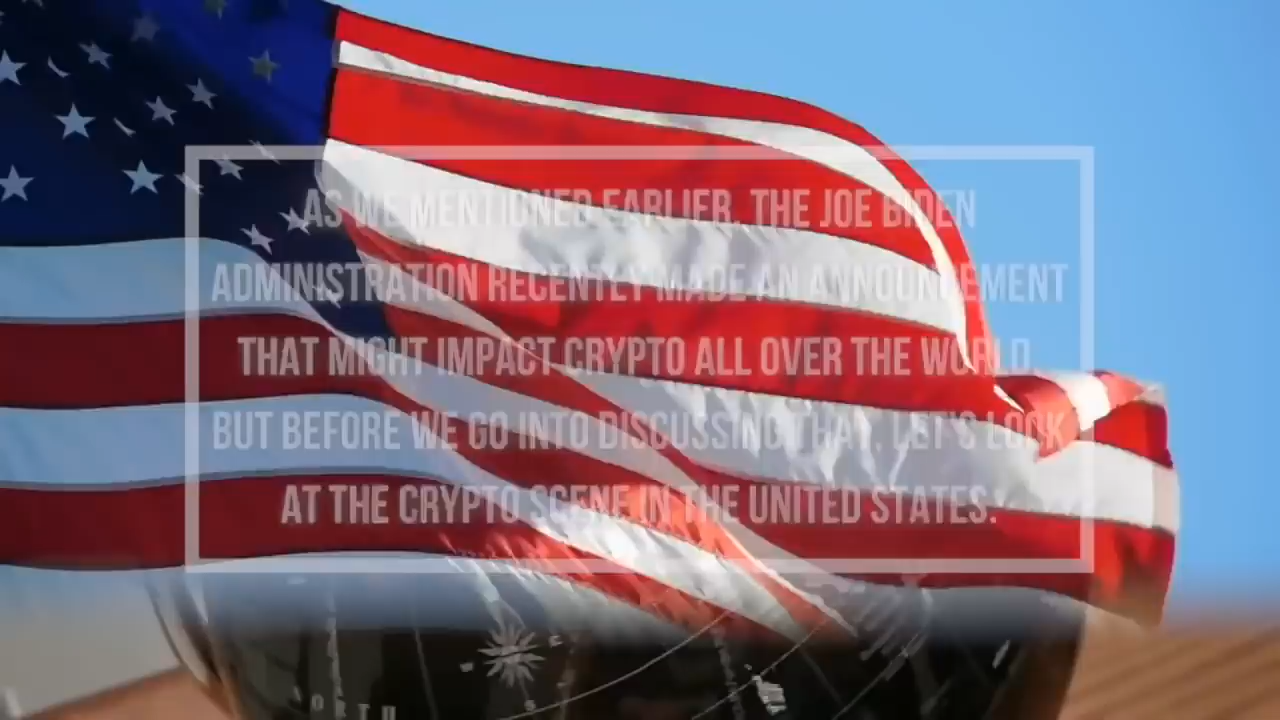 AS WE MENTIONED EARLIER, THE JOE BIDEN
ADMINISTRATION RECENTLY MADE AN ANNOUNCEMENT
THAT MIGHT IMPACT CRYPTO ALL OVER THE WORLD
BUT BEFORE WE GO INTO DISCUSSING THAT, LET'S LOOK
AT THE CRYPTO SCENE IN THE UNITED STATES.